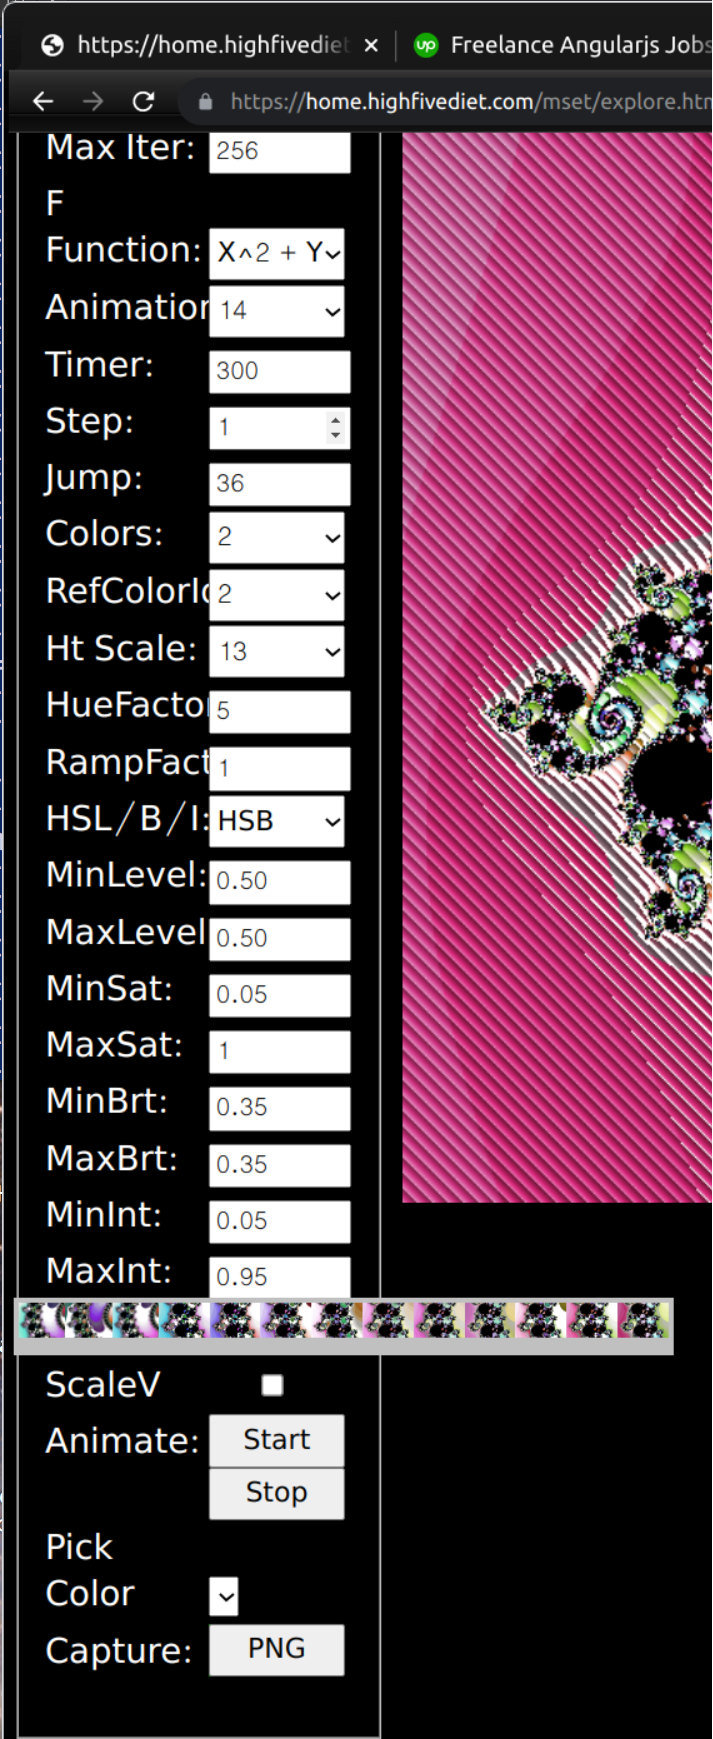 https://home.highfivediet
Freelance Angularjs Jobs
https://home.highfivediet.com/mset/explore.htm
Max Iter: 256
F
Function: X^2 + Y
Animation 14
Timer: 300
Step: 1
Jump: 36
Colors: 2
RefColorId 2
Ht Scale: 13
HueFactor 5
RampFact 1
HSL/B/I: HSB
MinLevel: 0.50
MaxLevel 0.50
MinSat: 0.05
MaxSat: 1
MinBrt: 0.35
MaxBrt: 0.35
MinInt: 0.05
MaxInt: 0.95
ScaleV
Animate: Start
Stop
Pick
Color
Capture: PNG